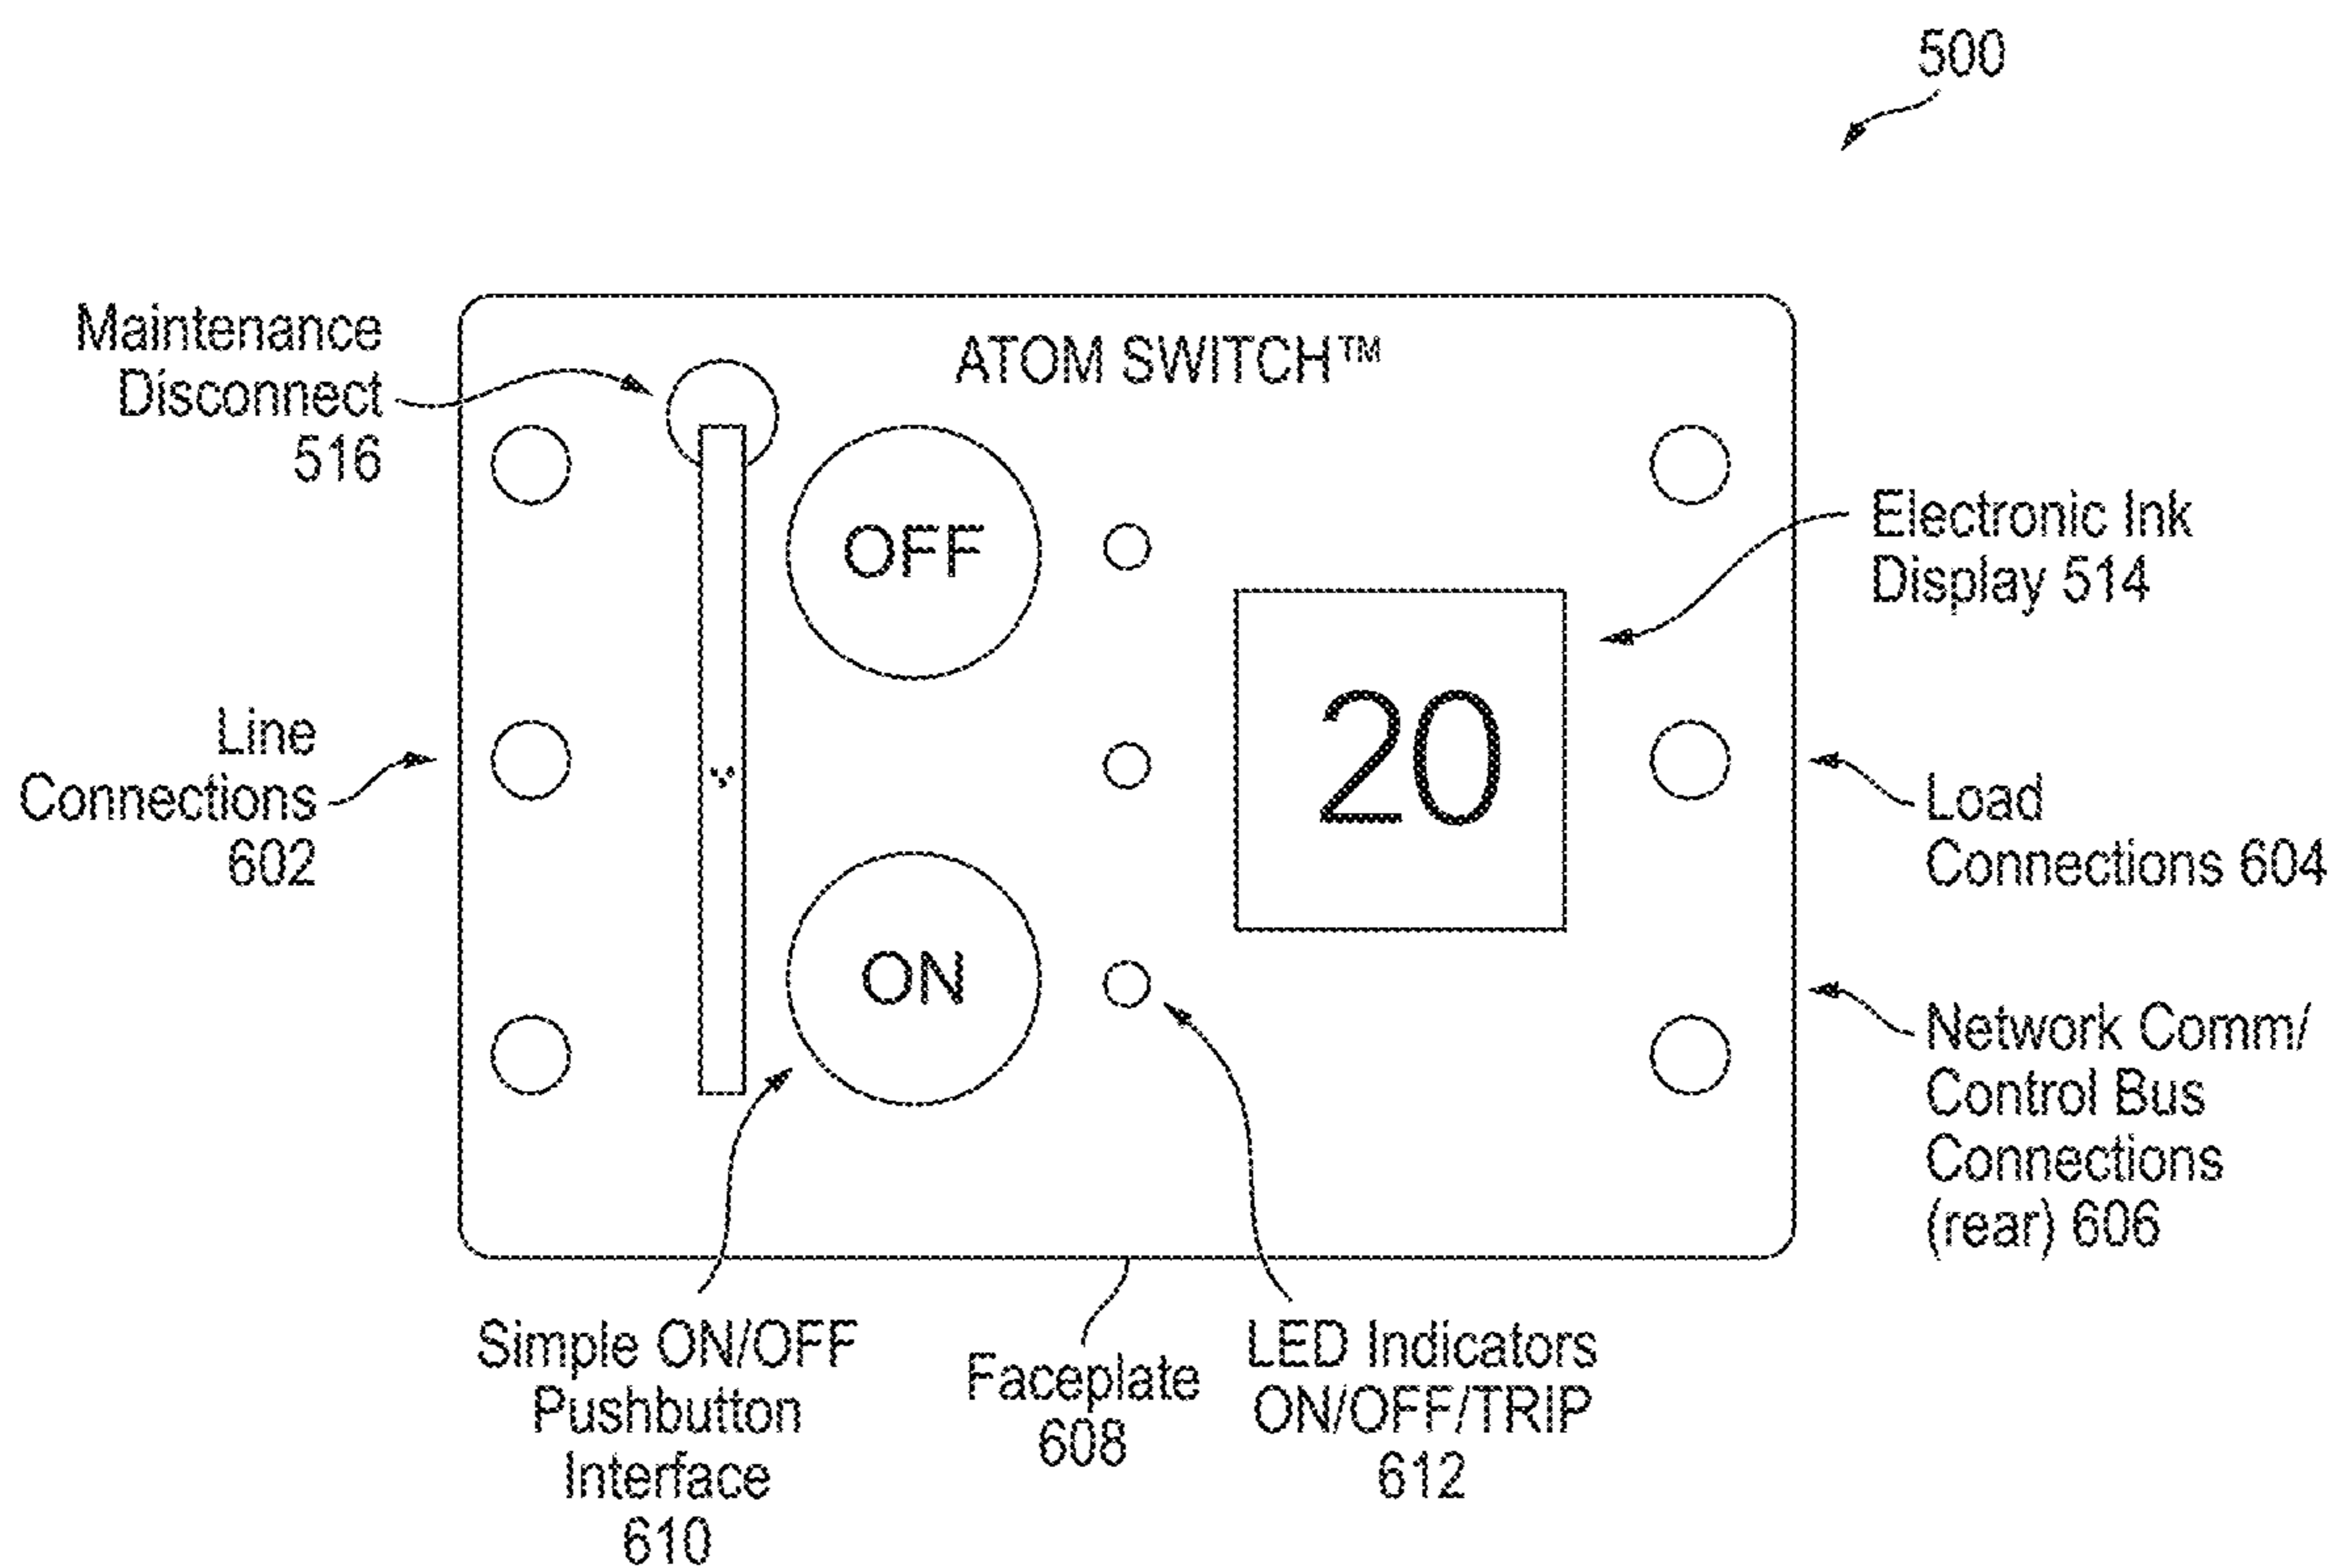 500
Maintenance
Disconnect
516
ATOM SWITCH™
OFF
Electronic Ink
Display 514
20
Line
Connections
602
Load
Connections 604
ON
Network Comm/
Control Bus
Connections
(rear) 606
Simple ON/OFF
Pushbutton
Interface
610
Faceplate
608
LED Indicators
ON/OFF/TRIP
612